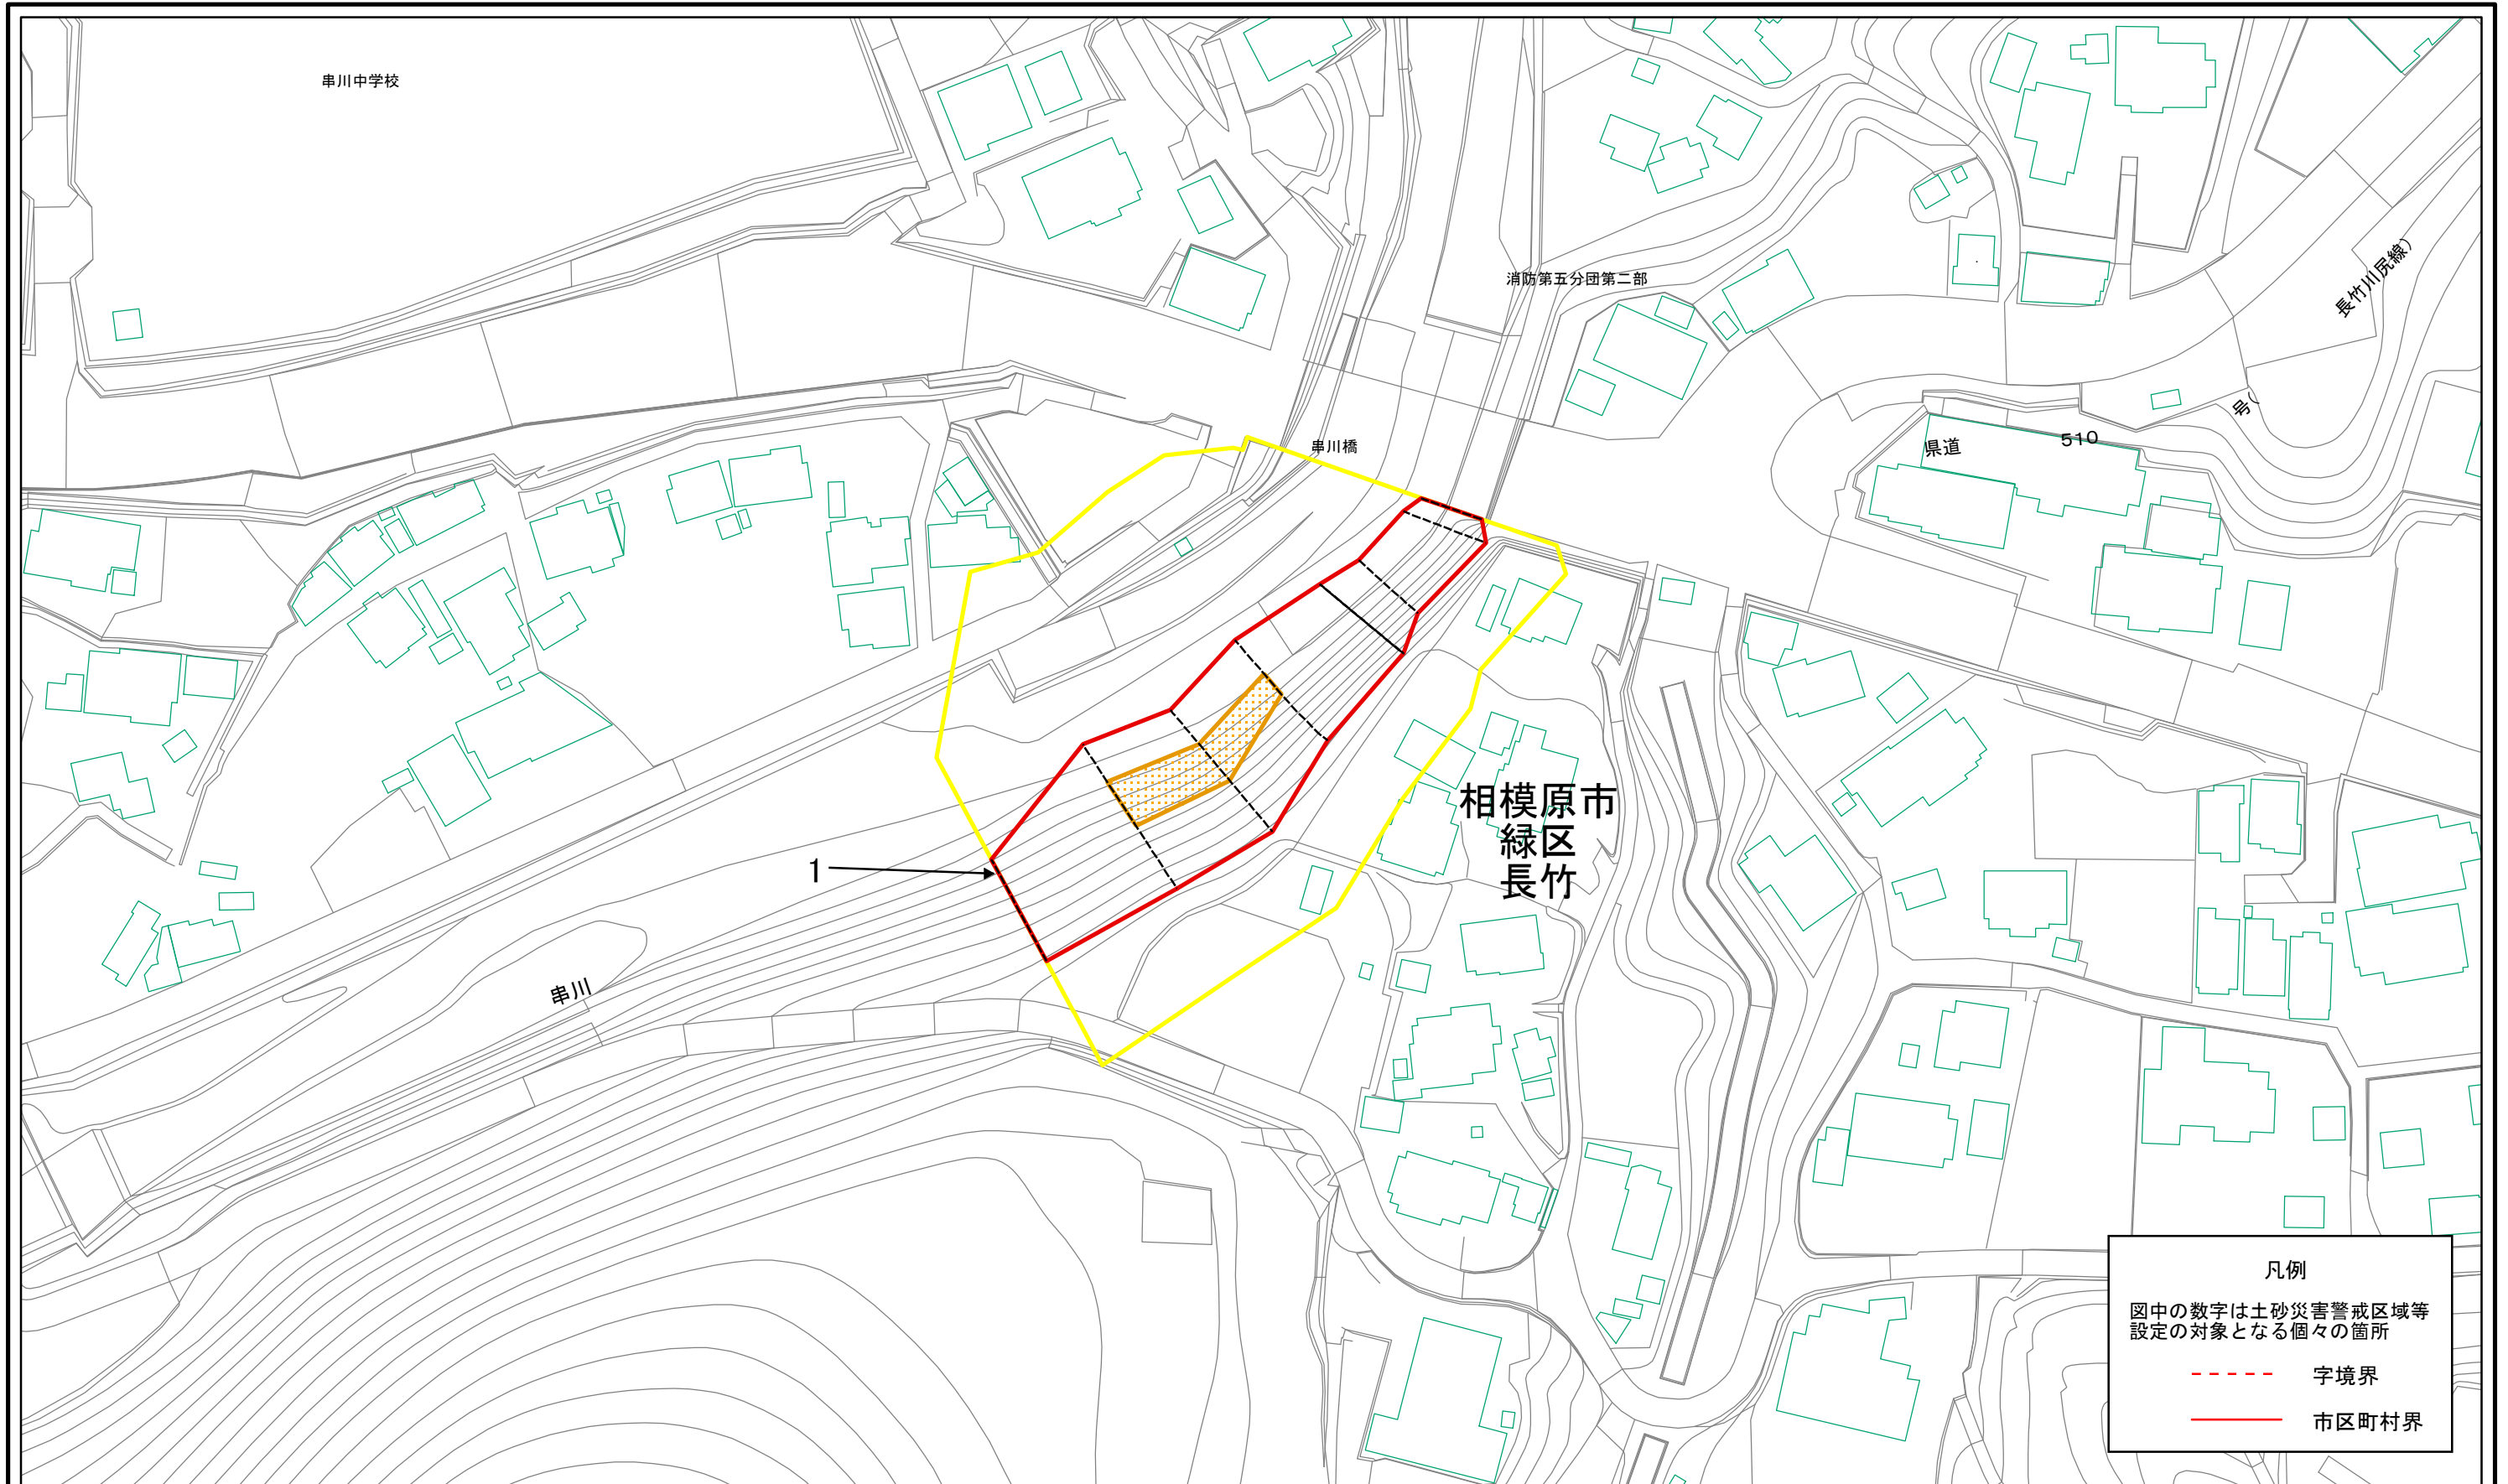 串川中学校
消防第五分団第二部
長竹川尻線)
号(
串川橋
県道
510
相模原市
緑区
長竹
1
串川
凡例
図中の数字は土砂災害警戒区域等
設定の対象となる個々の箇所
字境界
市区町村界